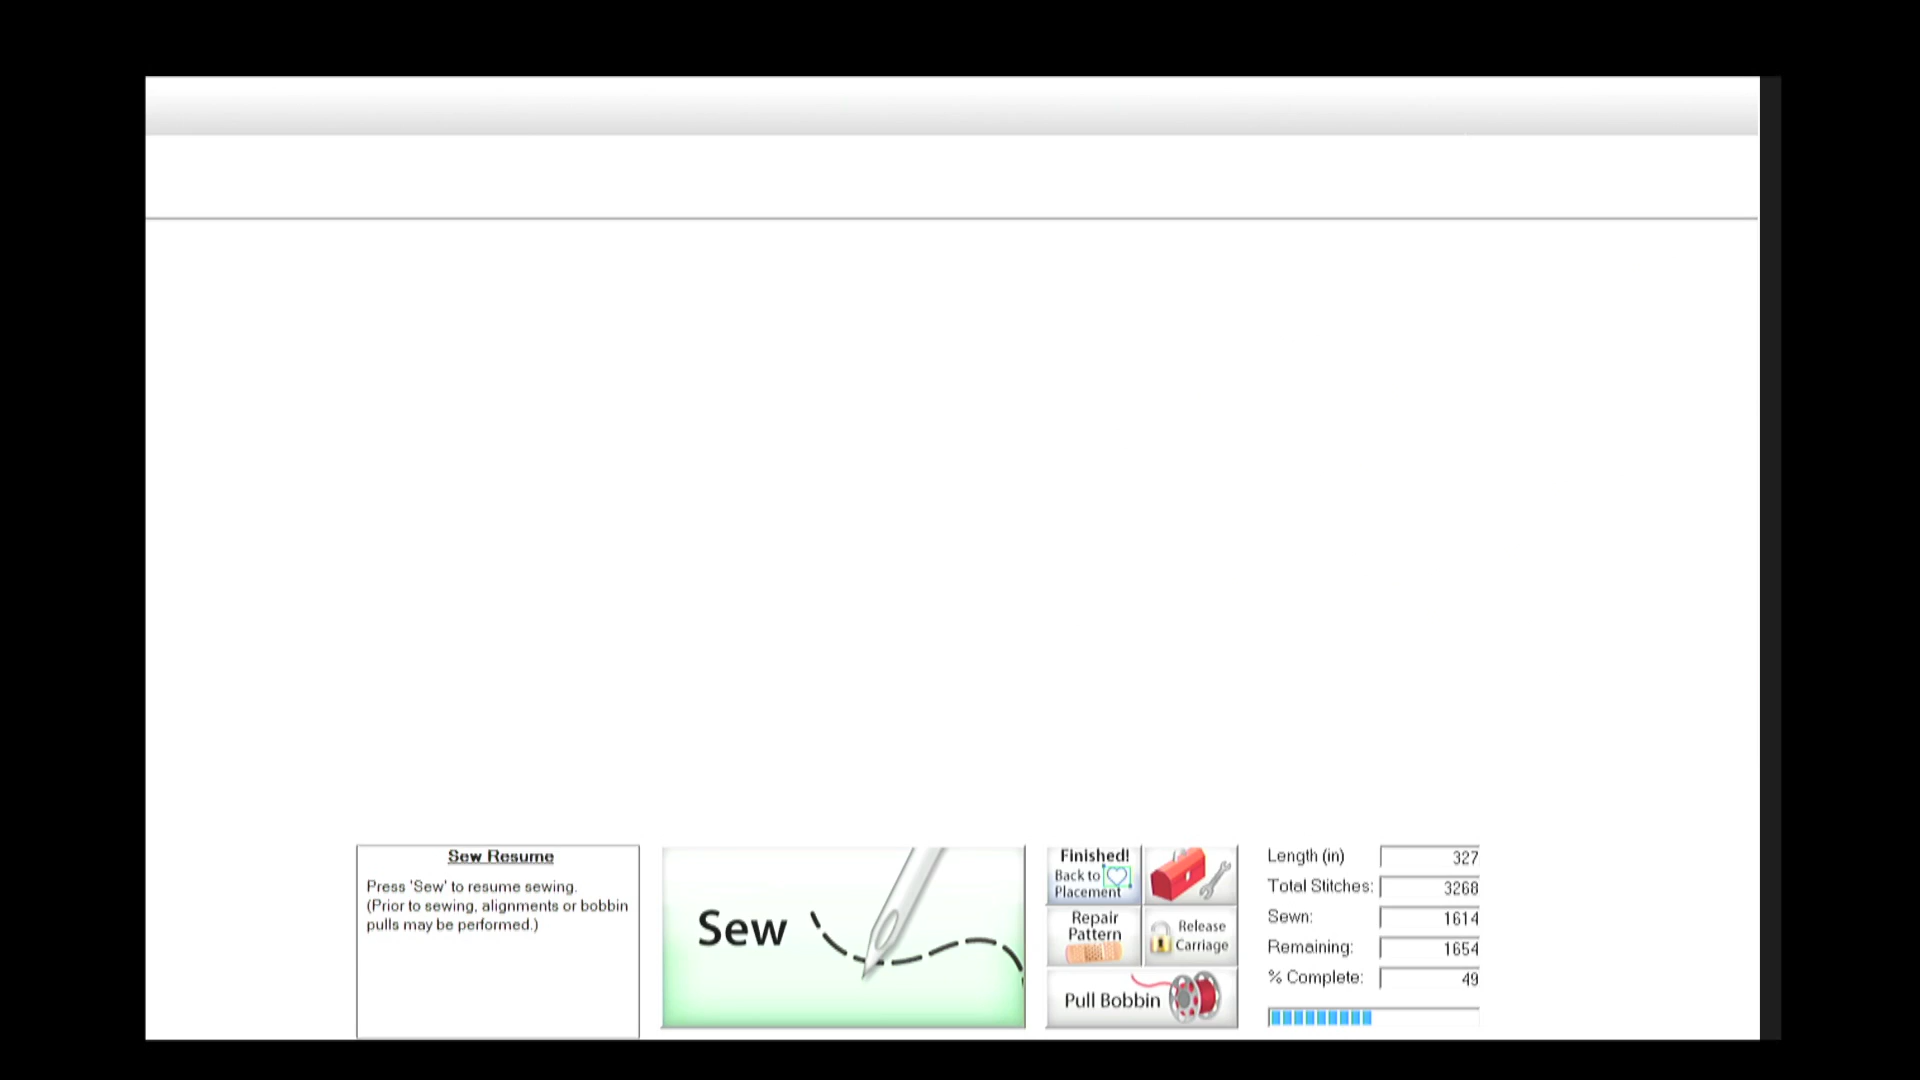 Sew Resume
Press 'Sew' to resume sewing.
(Prior to sewing, alignments or bobbin
pulls may be performed.)
Sew
Finished!
Back to
Placement
Repair
Pattern
Release
Carriage
Pull Bobbin
Length (in) 327
Total Stitches: 3268
Sewn: 1614
Remaining: 1654
% Complete: 49